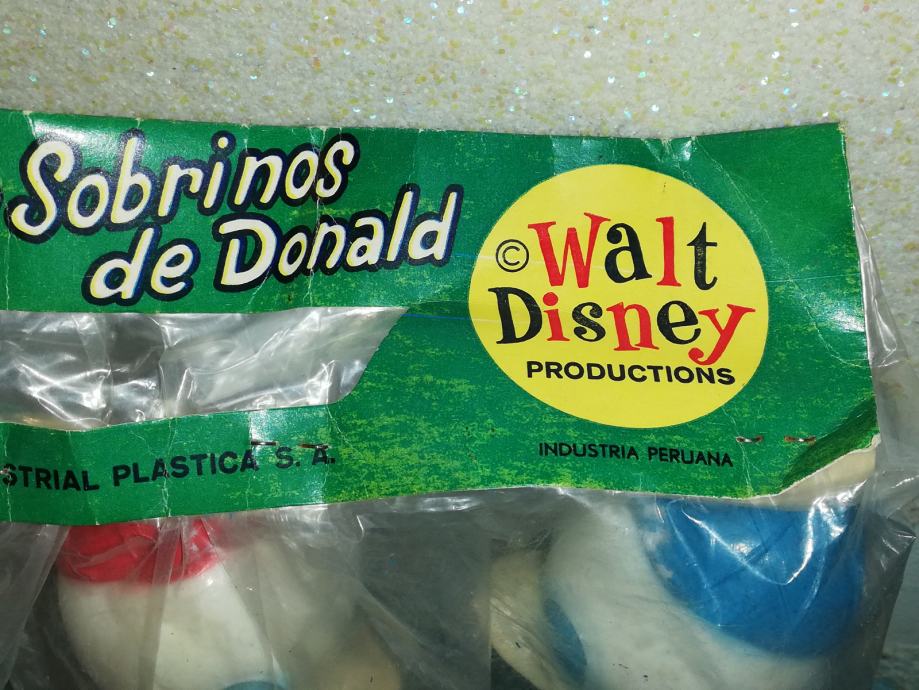 Sobrinos
de Donald
© Walt
Disney
PRODUCTIONS
STRIAL PLASTICA S. A.
INDUSTRIA PERUANA